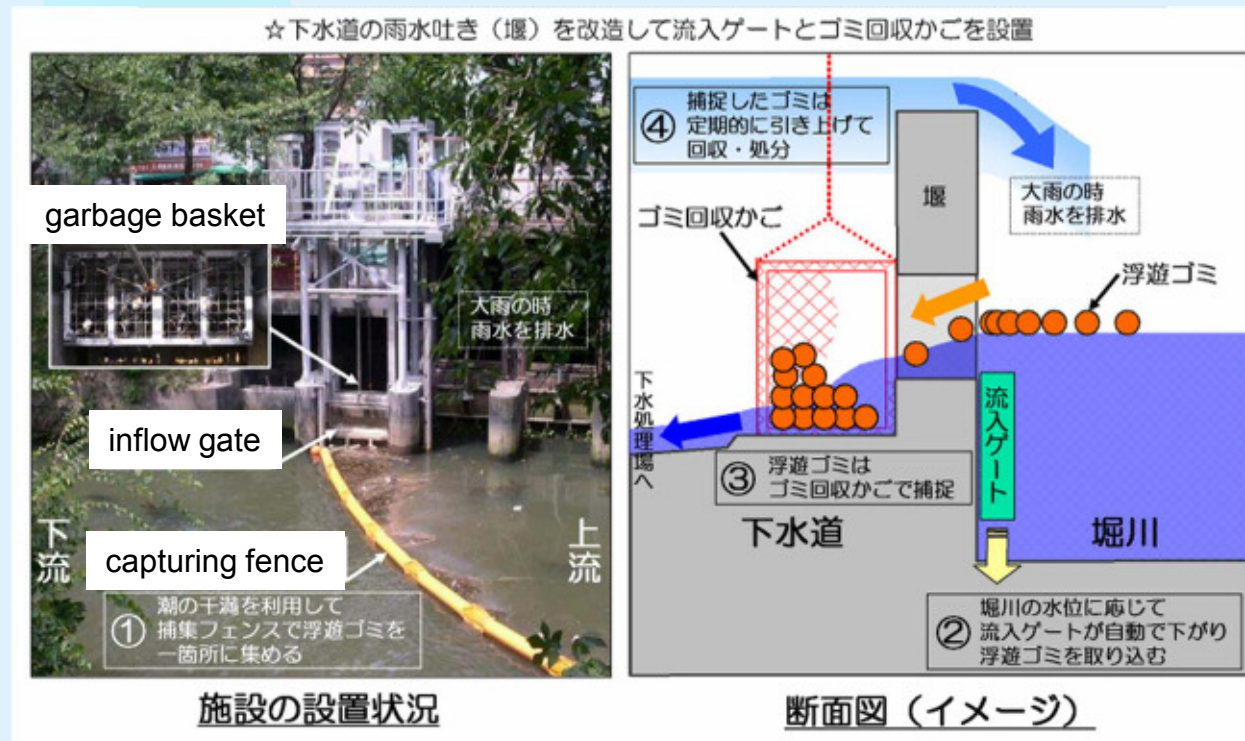 ☆下水道の雨水吐き（堰）を改造して流入ゲートとゴミ回収かごを設置
garbage basket
大雨の時
雨水を排水
inflow gate
capturing fence
下流
上流
①潮の干満を利用して
捕集フェンスで浮遊ゴミを
一箇所に集める
施設の設置状況
④捕捉したゴミは
定期的に引き上げて
回収・処分
堰
大雨の時
雨水を排水
ゴミ回収かご
浮遊ゴミ
下水処理場へ
流入ゲート
③浮遊ゴミは
ゴミ回収かごで捕捉
下水道
堀川
②堀川の水位に応じて
流入ゲートが自動で下がり
浮遊ゴミを取り込む
断面図（イメージ）